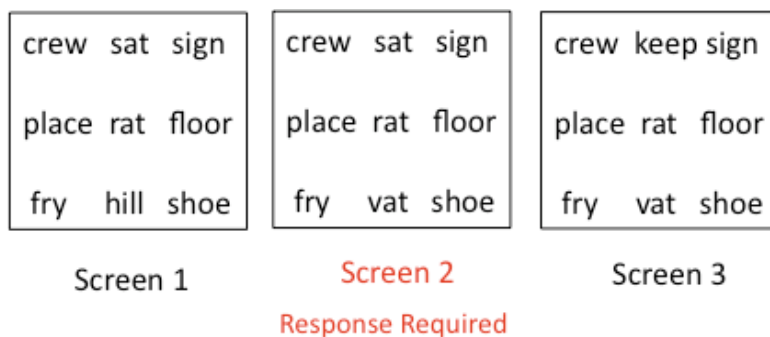 crew sat sign
place rat floor
fry hill shoe
Screen 1
crew sat sign
place rat floor
fry vat shoe
Screen 2
Response Required
crew keep sign
place rat floor
fry vat shoe
Screen 3